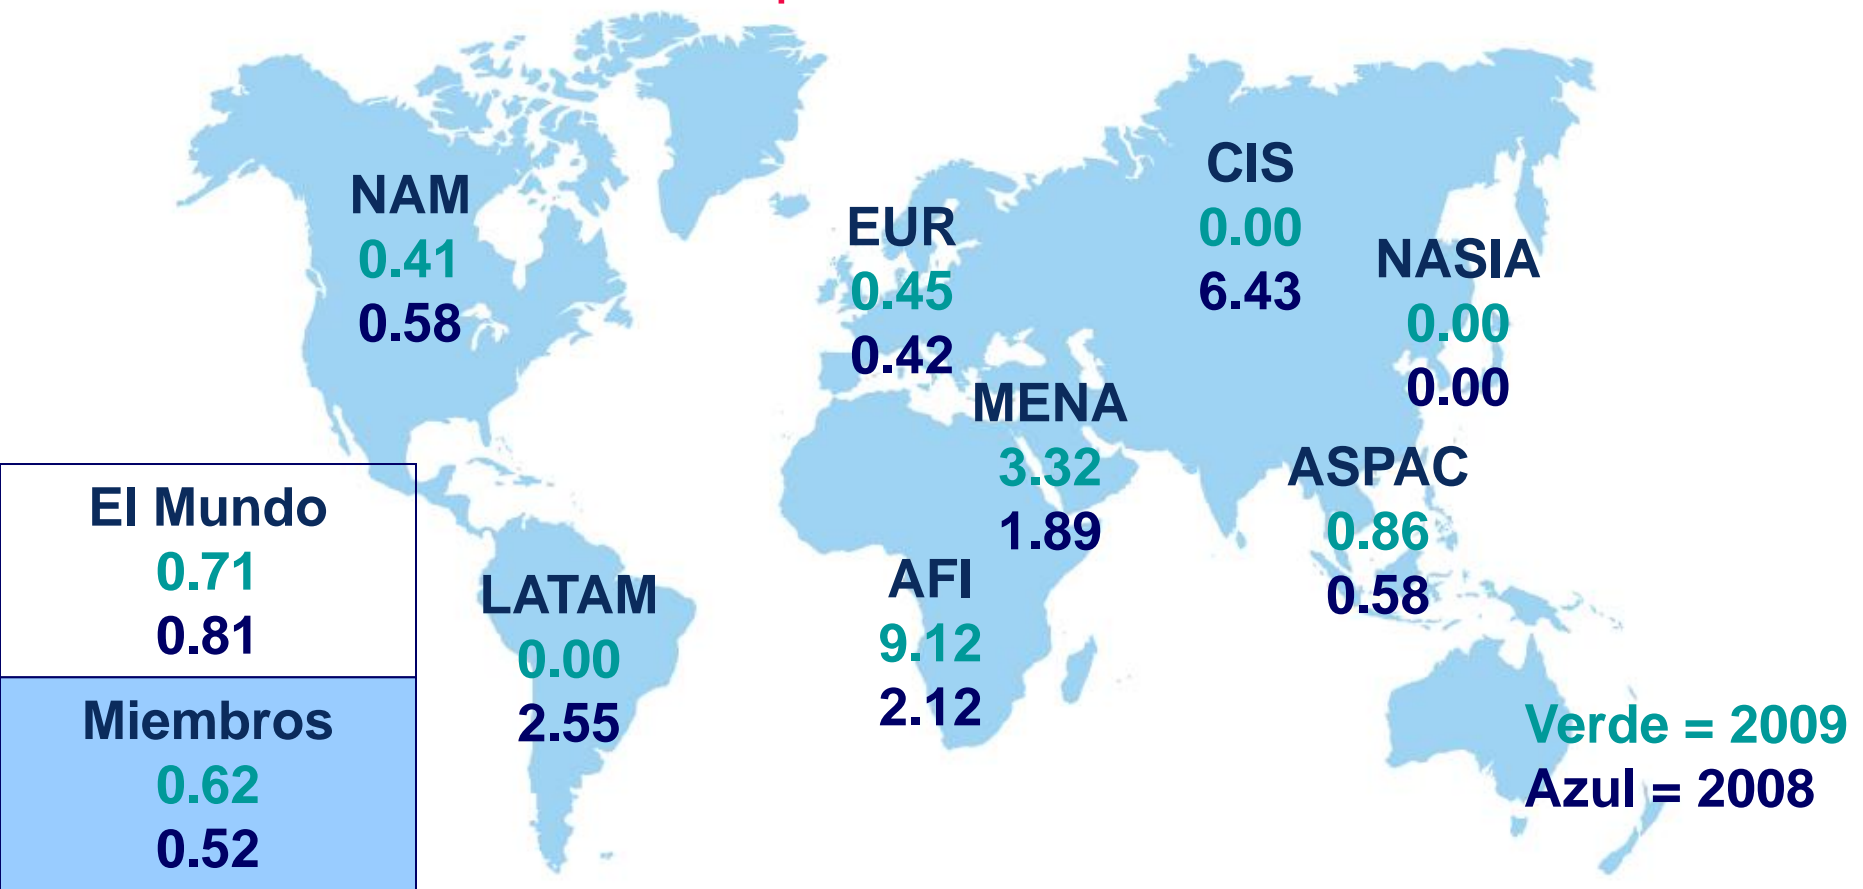 NAM
0.41
0.58
EUR
0.45
0.42
CIS
0.00
6.43
NASIA
0.00
0.00
MENA
3.32
1.89
ASPAC
0.86
0.58
El Mundo
0.71
0.81
LATAM
0.00
2.55
AFI
9.12
2.12
Miembros
0.62
0.52
Verde = 2009
Azul = 2008